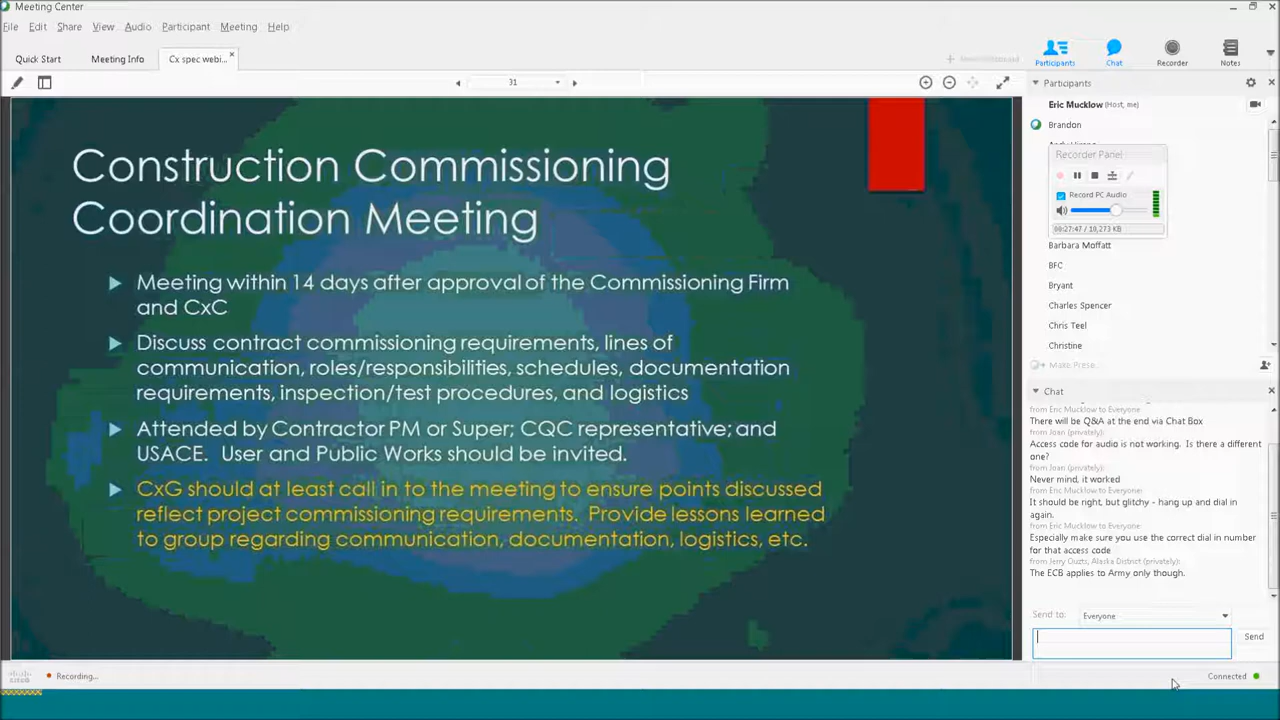 Meeting Center
File Edit Share View Audio Participant Meeting Help
Quick Start Meeting Info Cx spec webi...
Participants Chat Recorder Notes
31
Construction Commissioning
Coordination Meeting
Meeting within 14 days after approval of the Commissioning Firm
and CxC
Discuss contract commissioning requirements, lines of
communication, roles/responsibilities, schedules, documentation
requirements, inspection/test procedures, and logistics
Attended by Contractor PM or Super; CQC representative; and
USACE. User and Public Works should be invited.
CxG should at least call in to the meeting to ensure points discussed
reflect project commissioning requirements. Provide lessons learned
to group regarding communication, documentation, logistics, etc.
Participants
Eric Mucklow (Host, me)
Brandon
Recorder Panel
Record PC Audio
00:27:47 / 10,273 KB
Barbara Moffatt
BFC
Bryant
Charles Spencer
Chris Teel
Christine
Make Prese...
Chat
from Eric Mucklow to Everyone:
There will be Q&A at the end via Chat Box
from Joan (privately):
Access code for audio is not working. Is there a different
one?
from Joan (privately):
Never mind, it worked
from Eric Mucklow to Everyone:
It should be right, but glitchy - hang up and dial in
again.
from Eric Mucklow to Everyone:
Especially make sure you use the correct dial in number
for that access code
from Jerry Ouzts, Alaska District (privately):
The ECB applies to Army only though.
Send to: Everyone
Send
Recording...
Connected